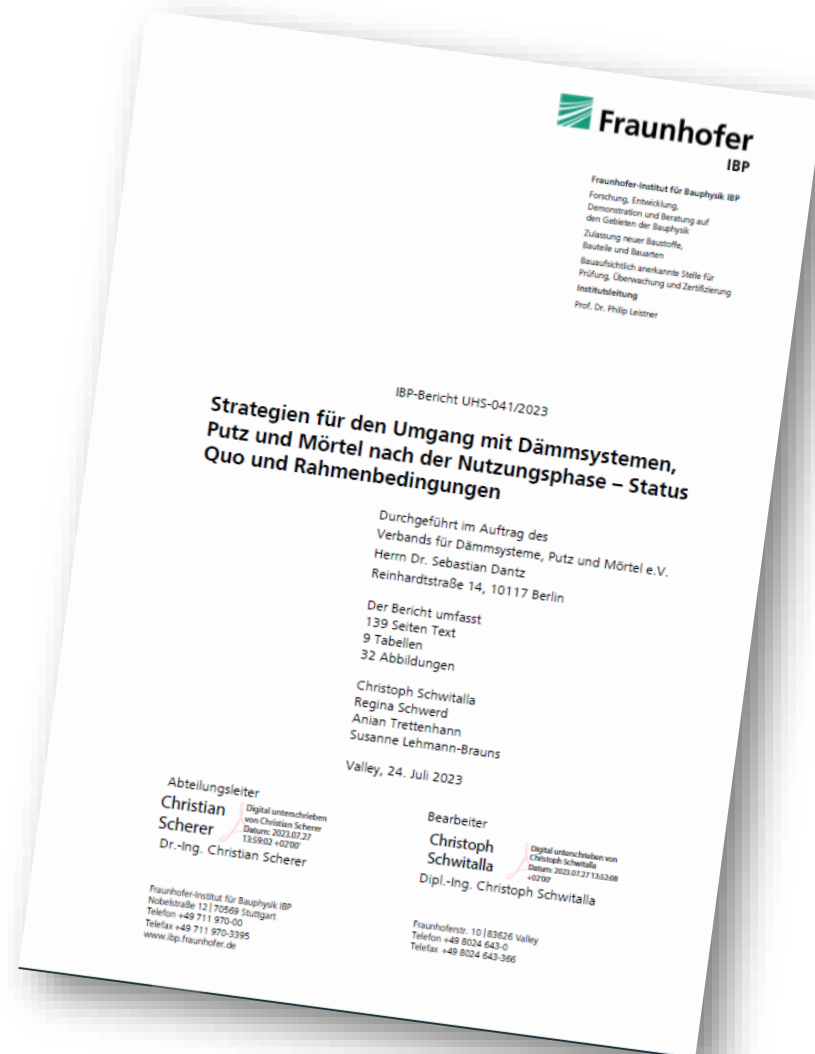 Fraunhofer
IBP
Fraunhofer-Institut für Bauphysik IBP
Forschung, Entwicklung,
Demonstration und Beratung auf
den Gebieten der Bauphysik
Zulassung neuer Baustoffe,
Bauteile und Bauarten
Bauaufsichtlich anerkannte Stelle für
Prüfung, Überwachung und Zertifizierung
Institutsleitung
Prof. Dr. Philip Leistner
IBP-Bericht UHS-041/2023
Strategien für den Umgang mit Dämmsystemen,
Putz und Mörtel nach der Nutzungsphase – Status
Quo und Rahmenbedingungen
Durchgeführt im Auftrag des
Verbands für Dämmsysteme, Putz und Mörtel e.V.
Herrn Dr. Sebastian Dantz
Reinhardtstraße 14, 10117 Berlin
Der Bericht umfasst
139 Seiten Text
9 Tabellen
32 Abbildungen
Christoph Schwitalla
Regina Schwerd
Anian Trettenhann
Susanne Lehmann-Brauns
Valley, 24. Juli 2023
Abteilungsleiter
Christian
Scherer
Digital unterschrieben
von Christian Scherer
Datum: 2023.07.27
13:59:02 +02'00'
Dr.-Ing. Christian Scherer
Bearbeiter
Christoph
Schwitalla
Digital unterschrieben von
Christoph Schwitalla
Datum: 2023.07.27 13:52:08
+02'00'
Dipl.-Ing. Christoph Schwitalla
Fraunhofer-Institut für Bauphysik IBP
Nobelstraße 12 | 70569 Stuttgart
Telefon +49 711 970-00
Telefax +49 711 970-3395
www.ibp.fraunhofer.de
Fraunhoferstr. 10 | 83626 Valley
Telefon +49 8024 643-0
Telefax +49 8024 643-366